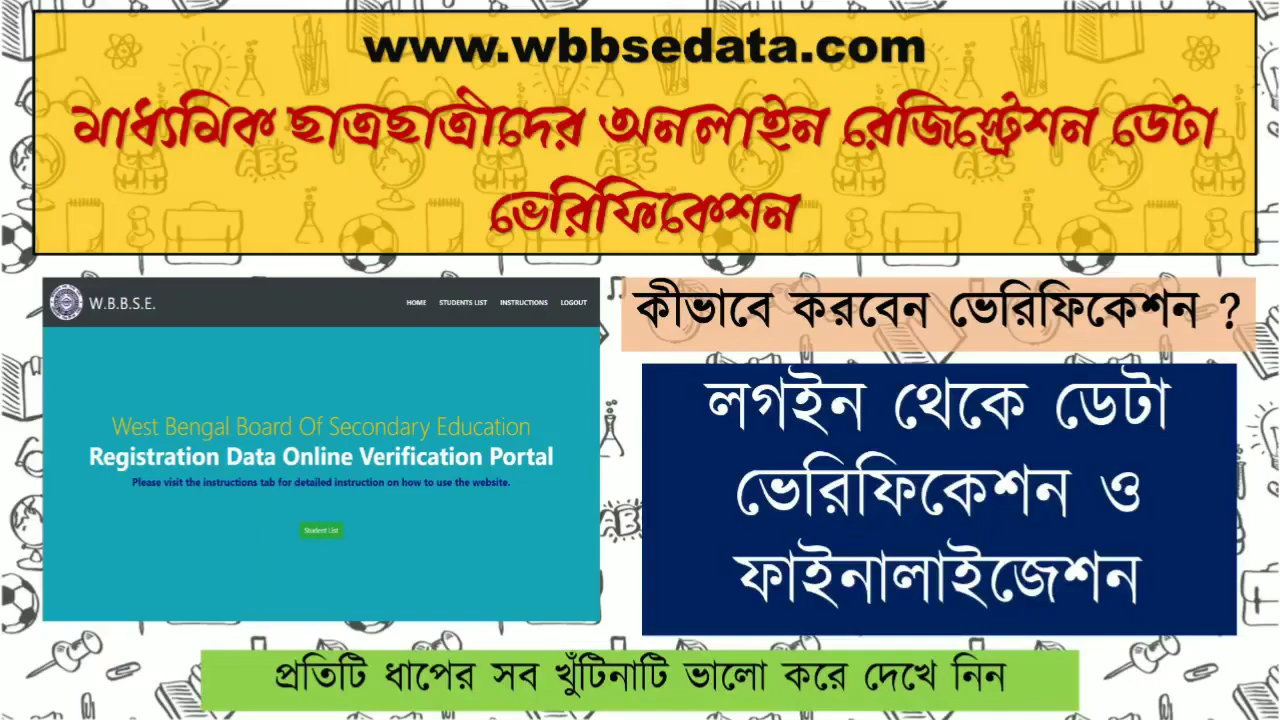 www.wbbsedata.com
মাধ্যমিক ছাত্রছাত্রীদের অনলাইন রেজিস্ট্রেশন ডেটা
ভেরিফিকেশন
W.B.B.S.E.
HOME STUDENTS LIST INSTRUCTIONS LOGOUT
West Bengal Board Of Secondary Education
Registration Data Online Verification Portal
Please visit the instructions tab for detailed instruction on how to use the website.
Student List
কীভাবে করবেন ভেরিফিকেশন ?
লগইন থেকে ডেটা
ভেরিফিকেশন ও
ফাইনালাইজেশন
প্রতিটি ধাপের সব খুঁটিনাটি ভালো করে দেখে নিন